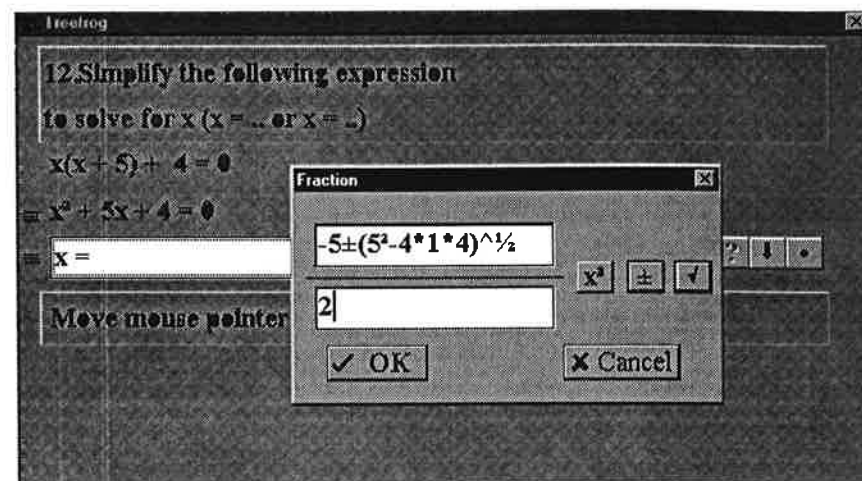 Treefrog
12.Simplify the following expression
to solve for x (x = .. or x = ..)
x(x + 5) + 4 = 0
= x² + 5x + 4 = 0
= x =
Move mouse pointer
Fraction
-5±(5²-4*1*4)^½
2
x² ± √
✓ OK
✗ Cancel
? ⬇ •